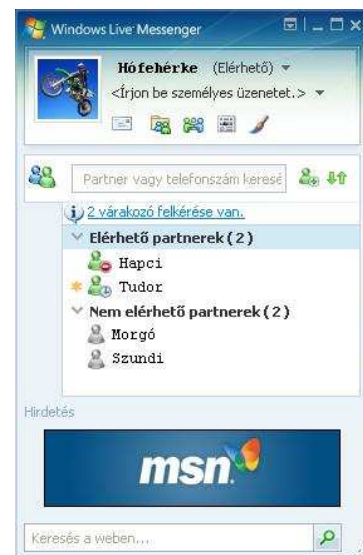 Windows Live Messenger
Hófehérke (Elérhető)
<Írjon be személyes üzenetet.>
Partner vagy telefonszám keresé
2 várakozó felkérése van.
Elérhető partnerek (2)
Hapci
Tudor
Nem elérhető partnerek (2)
Morgó
Szundi
Hirdetés
msn
Keresés a weben...